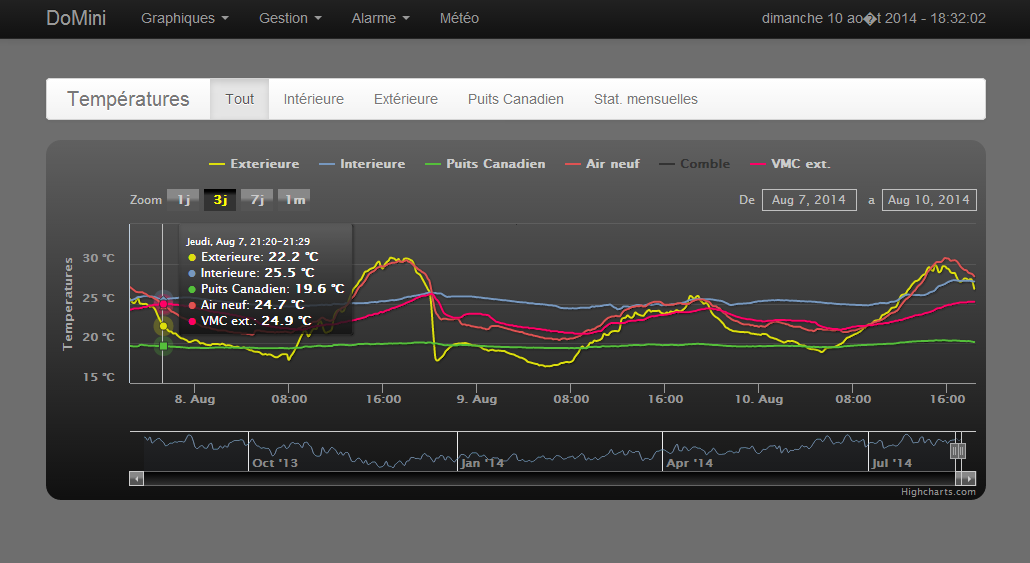 DoMini Graphiques Gestion Alarme Météo dimanche 10 ao�t 2014 - 18:32:02
Températures Tout Intérieure Extérieure Puits Canadien Stat. mensuelles
Exterieure Interieure Puits Canadien Air neuf Comble VMC ext.
Zoom 1j 3j 7j 1m De Aug 7, 2014 a Aug 10, 2014
Temperatures
30 °C
25 °C
20 °C
15 °C
Jeudi, Aug 7, 21:20-21:29
Exterieure: 22.2 °C
Interieure: 25.5 °C
Puits Canadien: 19.6 °C
Air neuf: 24.7 °C
VMC ext.: 24.9 °C
8. Aug 08:00 16:00 9. Aug 08:00 16:00 10. Aug 08:00 16:00
Oct '13 Jan '14 Apr '14 Jul '14
Highcharts.com